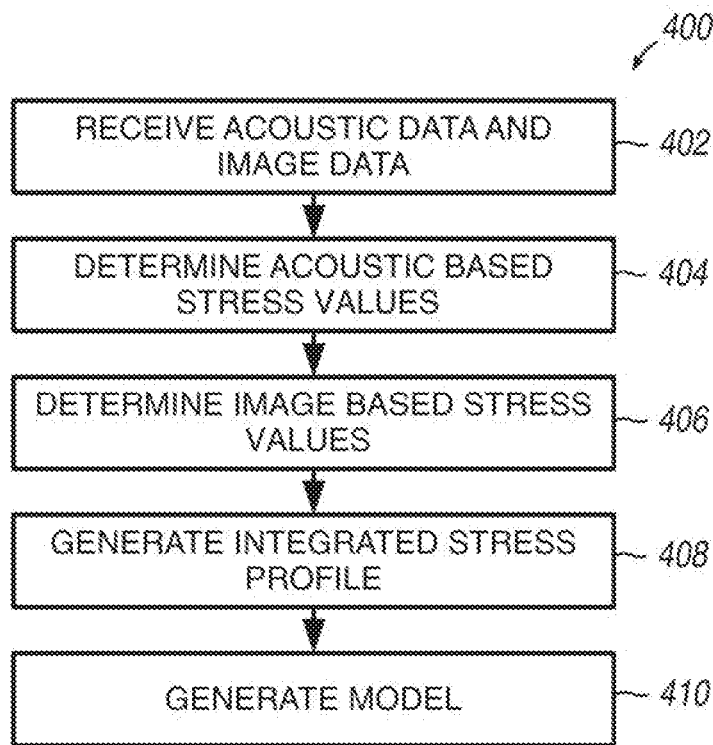 400
RECEIVE ACOUSTIC DATA AND
IMAGE DATA
402
DETERMINE ACOUSTIC BASED
STRESS VALUES
404
DETERMINE IMAGE BASED STRESS
VALUES
406
GENERATE INTEGRATED STRESS
PROFILE
408
GENERATE MODEL
410